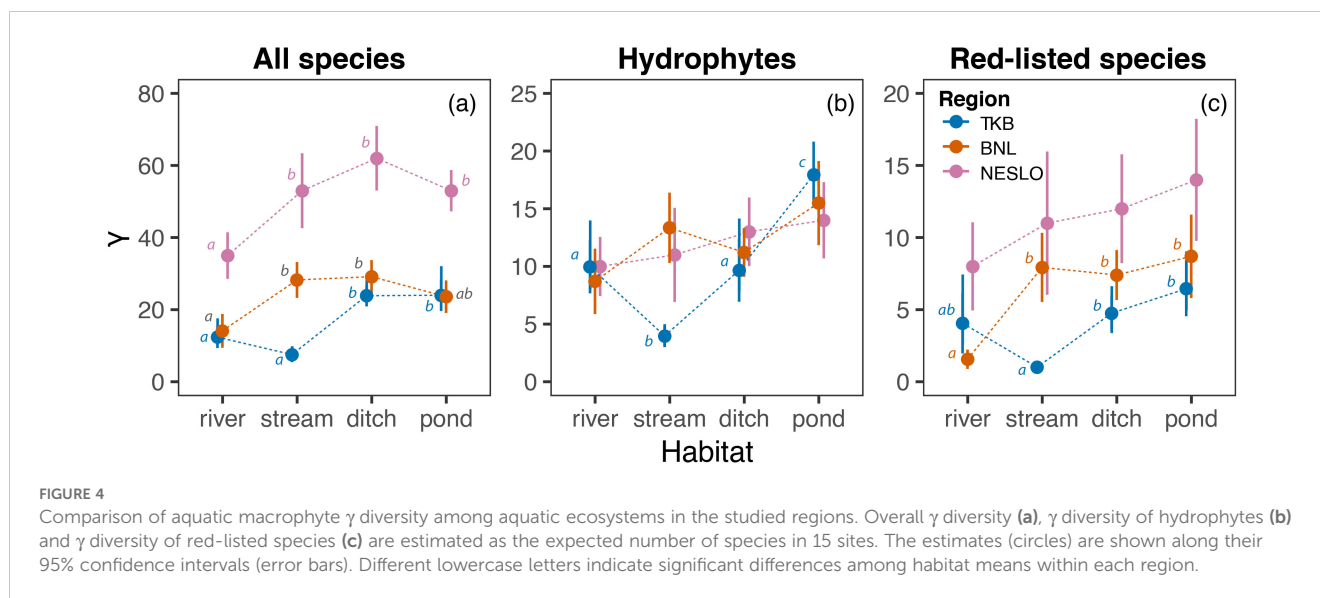 All species
Hydrophytes
Red-listed species
(a)
(b)
(c)
Region
TKB
BNL
NESLO
γ
80
60
40
20
0
25
20
15
10
5
0
20
15
10
5
0
a
b
b
b
a
b
b
ab
a
a
b
b
a
b
a
c
ab
a
b
b
a
b
b
b
river stream ditch pond
river stream ditch pond
river stream ditch pond
Habitat
FIGURE 4
Comparison of aquatic macrophyte γ diversity among aquatic ecosystems in the studied regions. Overall γ diversity (a), γ diversity of hydrophytes (b)
and γ diversity of red-listed species (c) are estimated as the expected number of species in 15 sites. The estimates (circles) are shown along their
95% confidence intervals (error bars). Different lowercase letters indicate significant differences among habitat means within each region.